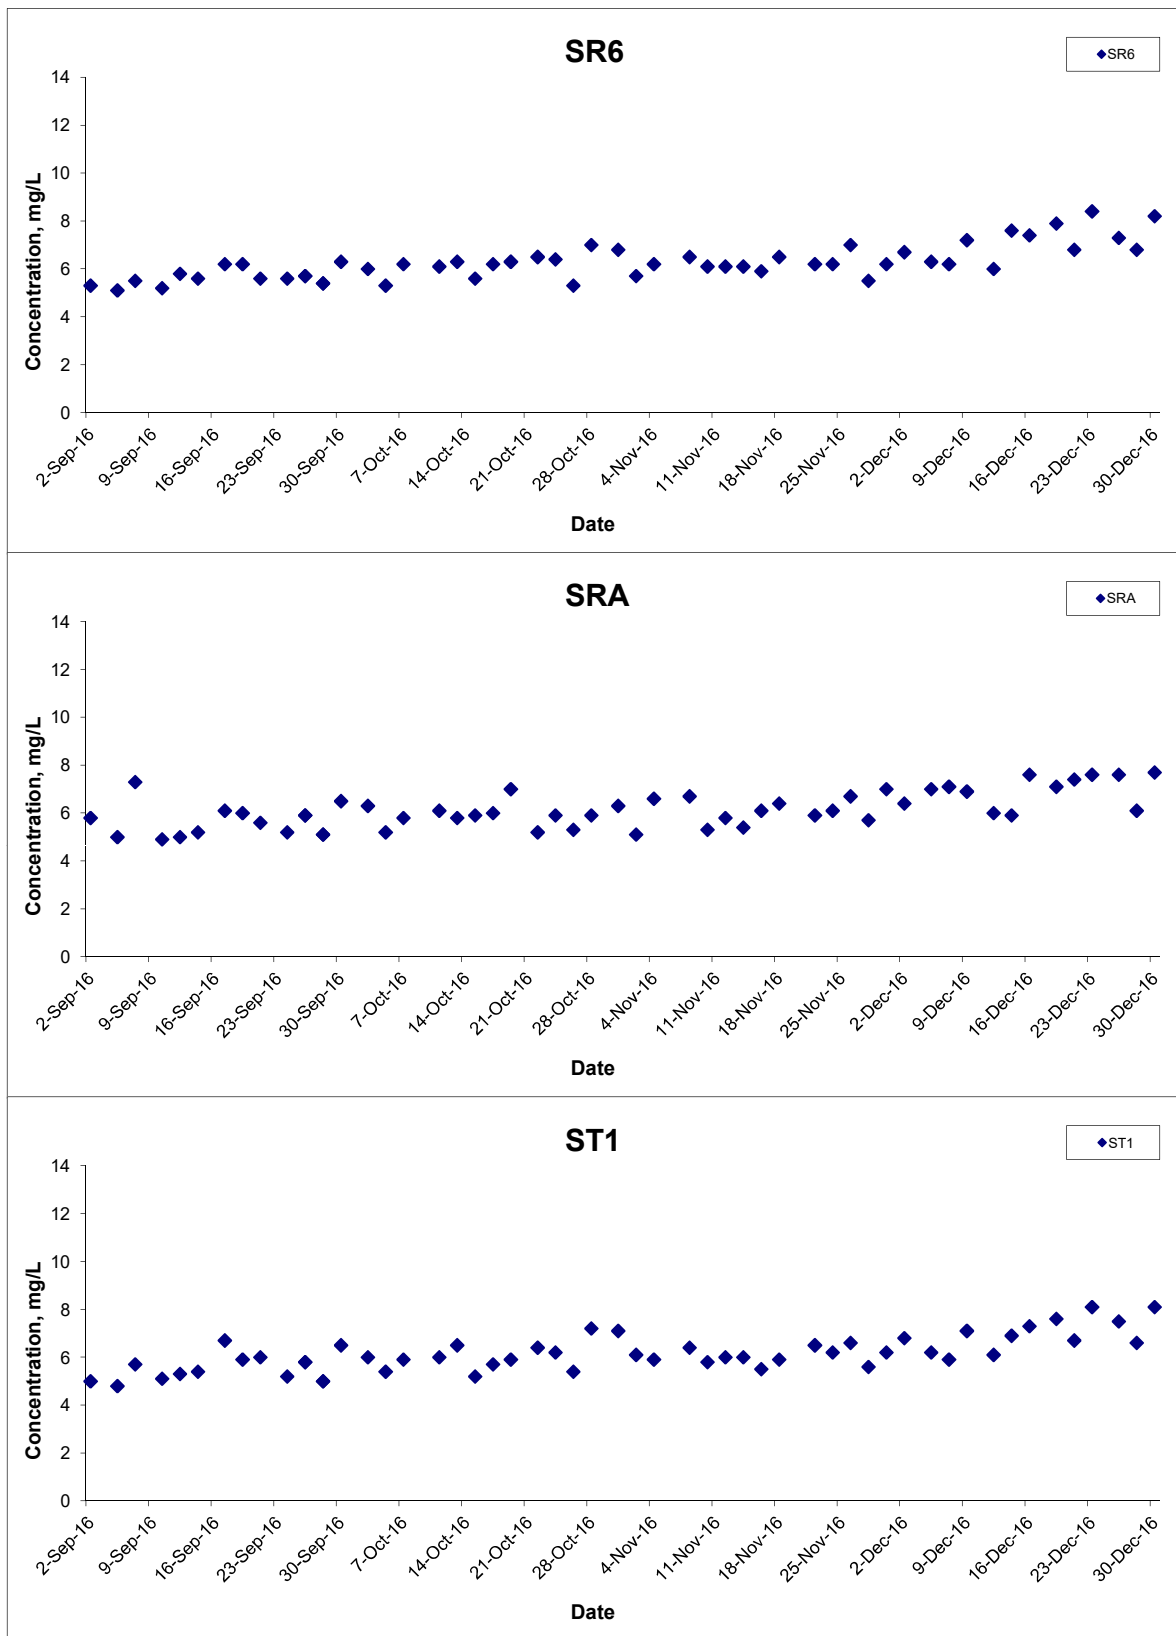 SR6
SR6
Concentration, mg/L
14
12
10
8
6
4
2
0
2-Sep-16
9-Sep-16
16-Sep-16
23-Sep-16
30-Sep-16
7-Oct-16
14-Oct-16
21-Oct-16
28-Oct-16
4-Nov-16
11-Nov-16
18-Nov-16
25-Nov-16
2-Dec-16
9-Dec-16
16-Dec-16
23-Dec-16
30-Dec-16
Date
SRA
SRA
Concentration, mg/L
14
12
10
8
6
4
2
0
2-Sep-16
9-Sep-16
16-Sep-16
23-Sep-16
30-Sep-16
7-Oct-16
14-Oct-16
21-Oct-16
28-Oct-16
4-Nov-16
11-Nov-16
18-Nov-16
25-Nov-16
2-Dec-16
9-Dec-16
16-Dec-16
23-Dec-16
30-Dec-16
Date
ST1
ST1
Concentration, mg/L
14
12
10
8
6
4
2
0
2-Sep-16
9-Sep-16
16-Sep-16
23-Sep-16
30-Sep-16
7-Oct-16
14-Oct-16
21-Oct-16
28-Oct-16
4-Nov-16
11-Nov-16
18-Nov-16
25-Nov-16
2-Dec-16
9-Dec-16
16-Dec-16
23-Dec-16
30-Dec-16
Date